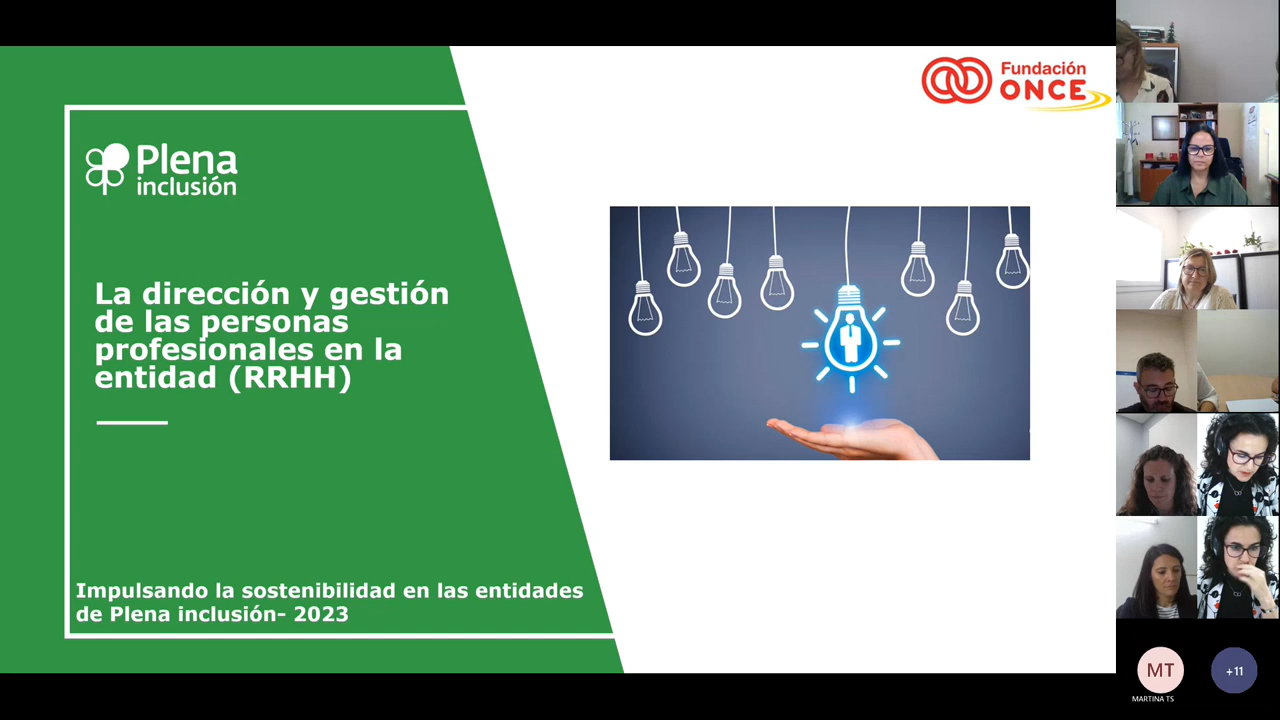 Fundación
ONCE
Plena
inclusión
La dirección y gestión
de las personas
profesionales en la
entidad (RRHH)
Impulsando la sostenibilidad en las entidades
de Plena inclusión- 2023
MT
+11
MARTINA TS